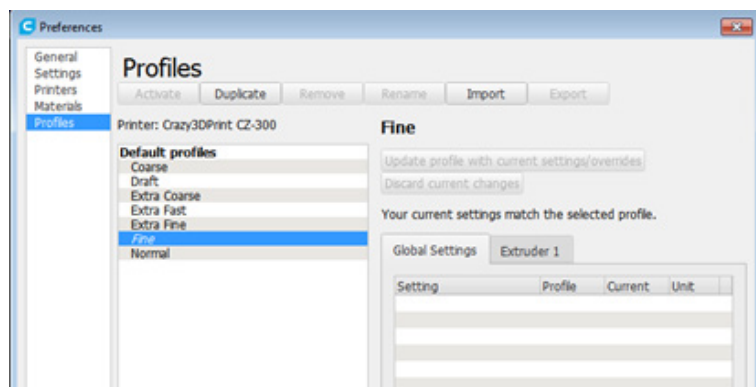 Preferences
General
Settings
Printers
Materials
Profiles
Profiles
Activate Duplicate Remove Rename Import Export
Printer: Crazy3DPrint CZ-300
Default profiles
Coarse
Draft
Extra Coarse
Extra Fast
Extra Fine
Fine
Normal
Fine
Update profile with current settings/overrides
Discard current changes
Your current settings match the selected profile.
Global Settings Extruder 1
Setting Profile Current Unit